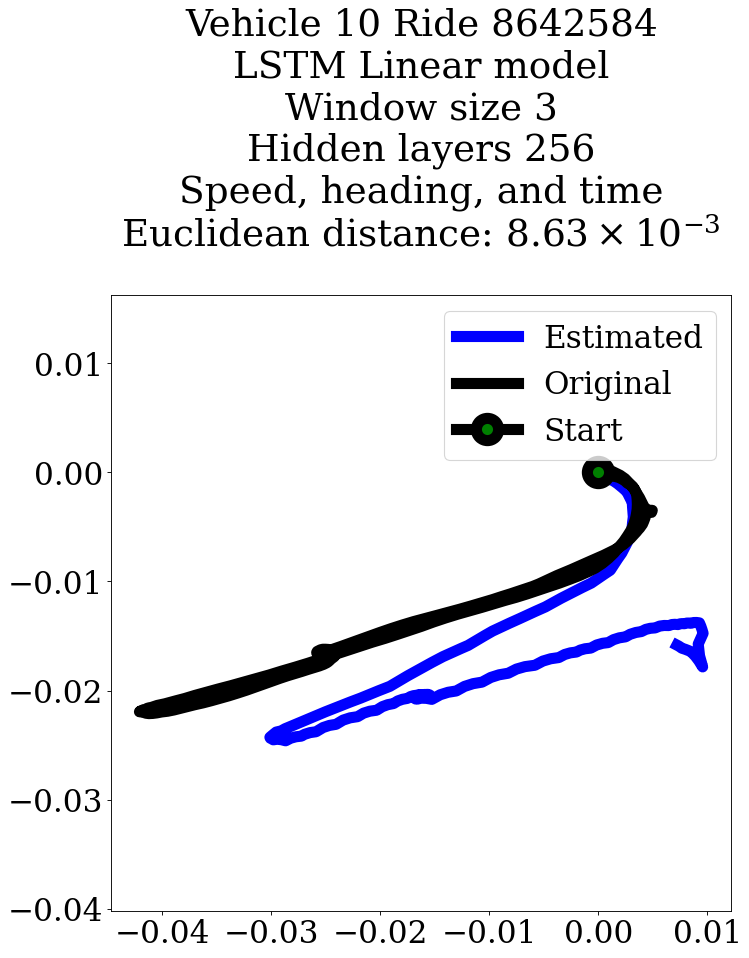 Vehicle 10 Ride 8642584
LSTM Linear model
Window size 3
Hidden layers 256
Speed, heading, and time
Euclidean distance: 8.63 × 10⁻³
Estimated
Original
Start
0.01
0.00
−0.01
−0.02
−0.03
−0.04
−0.04 −0.03 −0.02 −0.01 0.00 0.01